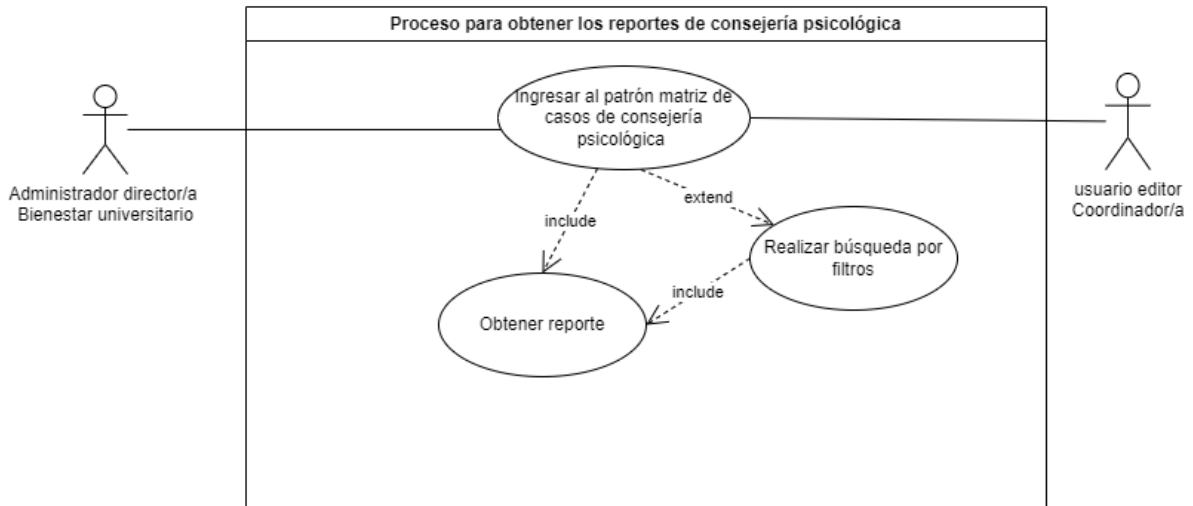 Proceso para obtener los reportes de consejería psicológica
Ingresar al patrón matriz de
casos de consejería
psicológica
Administrador director/a
Bienestar universitario
usuario editor
Coordinador/a
extend
include
Realizar búsqueda por
filtros
include
Obtener reporte